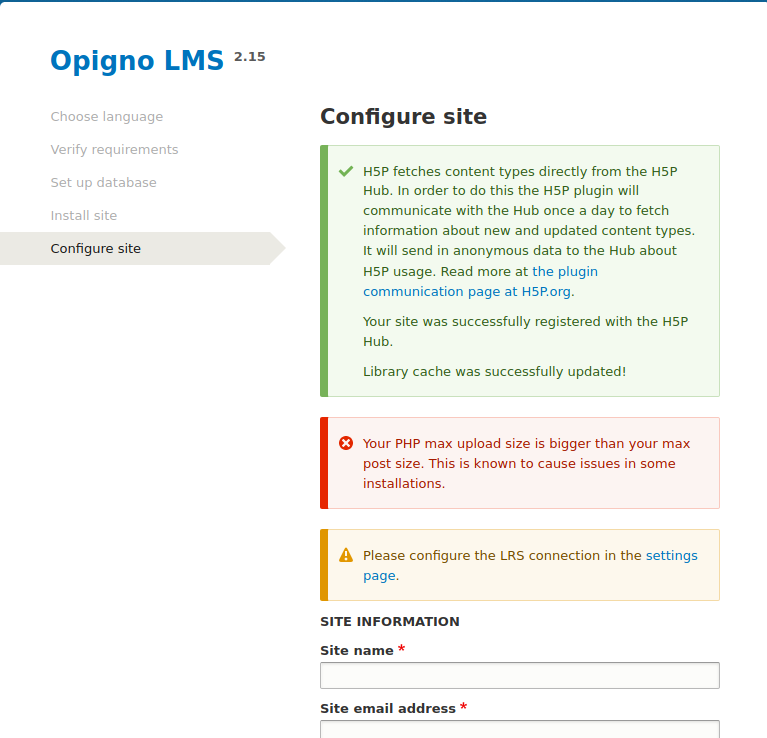 Opigno LMS 2.15
Choose language
Verify requirements
Set up database
Install site
Configure site
Configure site
H5P fetches content types directly from the H5P
Hub. In order to do this the H5P plugin will
communicate with the Hub once a day to fetch
information about new and updated content types.
It will send in anonymous data to the Hub about
H5P usage. Read more at the plugin
communication page at H5P.org.
Your site was successfully registered with the H5P
Hub.
Library cache was successfully updated!
Your PHP max upload size is bigger than your max
post size. This is known to cause issues in some
installations.
Please configure the LRS connection in the settings
page.
SITE INFORMATION
Site name *
Site email address *